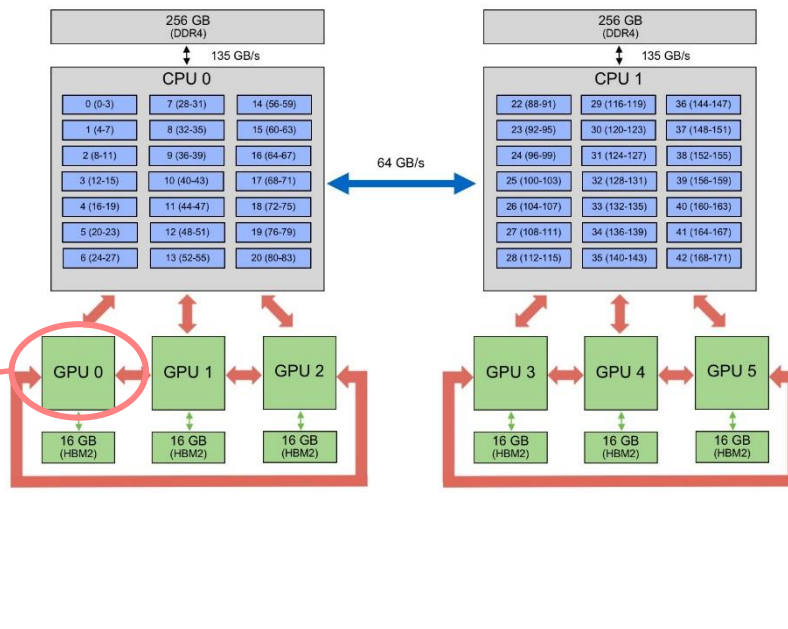 256 GB
(DDR4)
256 GB
(DDR4)
135 GB/s
135 GB/s
CPU 0
CPU 1
0 (0-3) 7 (28-31) 14 (56-59)
1 (4-7) 8 (32-35) 15 (60-63)
2 (8-11) 9 (36-39) 16 (64-67)
3 (12-15) 10 (40-43) 17 (68-71)
4 (16-19) 11 (44-47) 18 (72-75)
5 (20-23) 12 (48-51) 19 (76-79)
6 (24-27) 13 (52-55) 20 (80-83)
64 GB/s
22 (88-91) 29 (116-119) 36 (144-147)
23 (92-95) 30 (120-123) 37 (148-151)
24 (96-99) 31 (124-127) 38 (152-155)
25 (100-103) 32 (128-131) 39 (156-159)
26 (104-107) 33 (132-135) 40 (160-163)
27 (108-111) 34 (136-139) 41 (164-167)
28 (112-115) 35 (140-143) 42 (168-171)
GPU 0 GPU 1 GPU 2
GPU 3 GPU 4 GPU 5
16 GB 16 GB 16 GB
(HBM2) (HBM2) (HBM2)
16 GB 16 GB 16 GB
(HBM2) (HBM2) (HBM2)